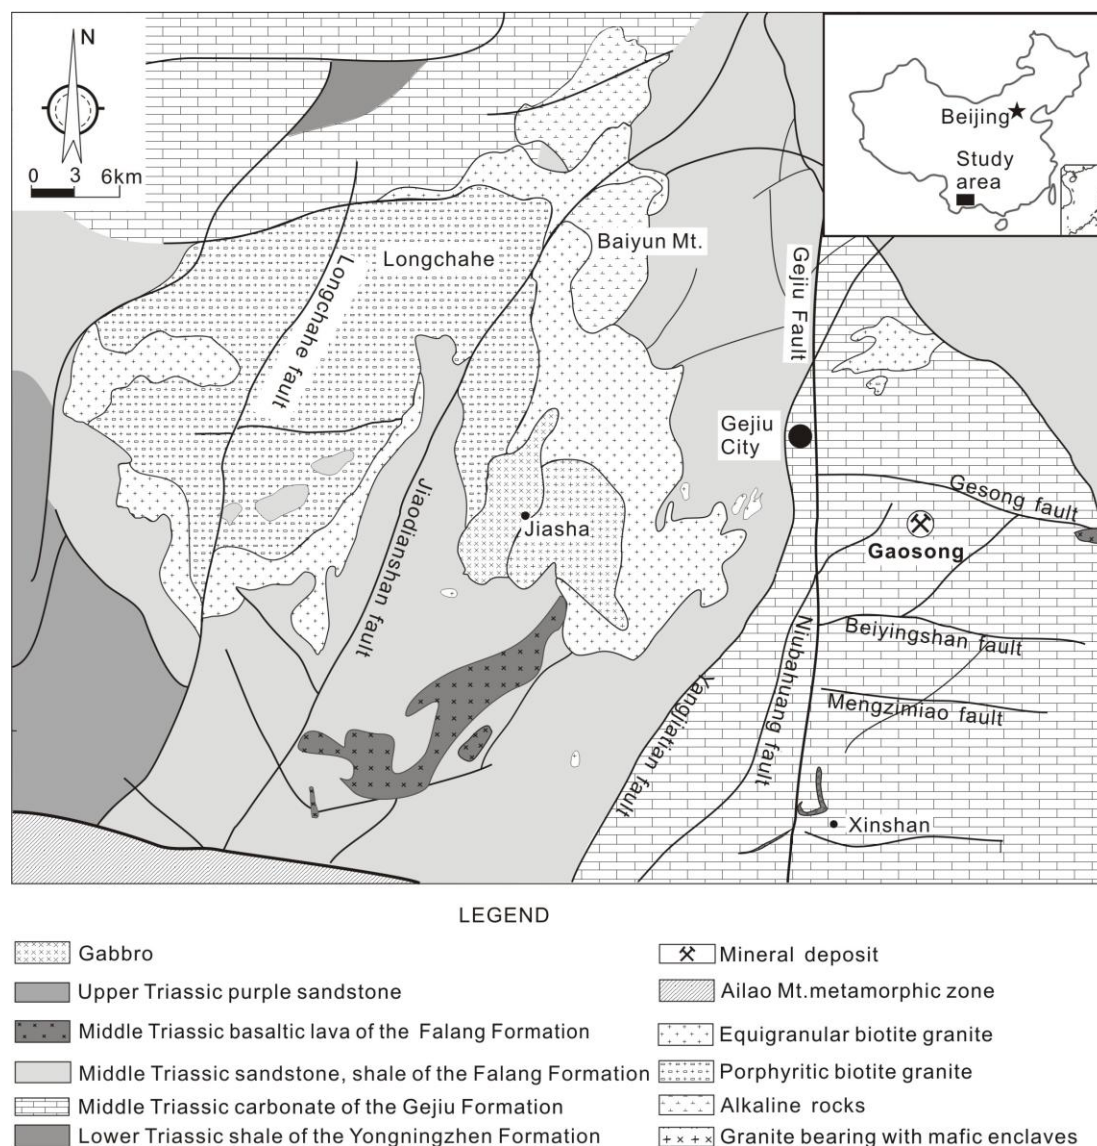 N
0 3 6km
Beijing
Study
area
Baiyun Mt.
Longchahe
Longchahe fault
Gejiu Fault
Gejiu
City
Gesong fault
Jiaodianshan fault
Jiasha
Gaosong
Beiyingshan fault
Niubahuang fault
Yangjiatian fault
Mengzimiao fault
Xinshan
LEGEND
Gabbro
Upper Triassic purple sandstone
Middle Triassic basaltic lava of the Falang Formation
Middle Triassic sandstone, shale of the Falang Formation
Middle Triassic carbonate of the Gejiu Formation
Lower Triassic shale of the Yongningzhen Formation
Mineral deposit
Ailao Mt.metamorphic zone
Equigranular biotite granite
Porphyritic biotite granite
Alkaline rocks
Granite bearing with mafic enclaves